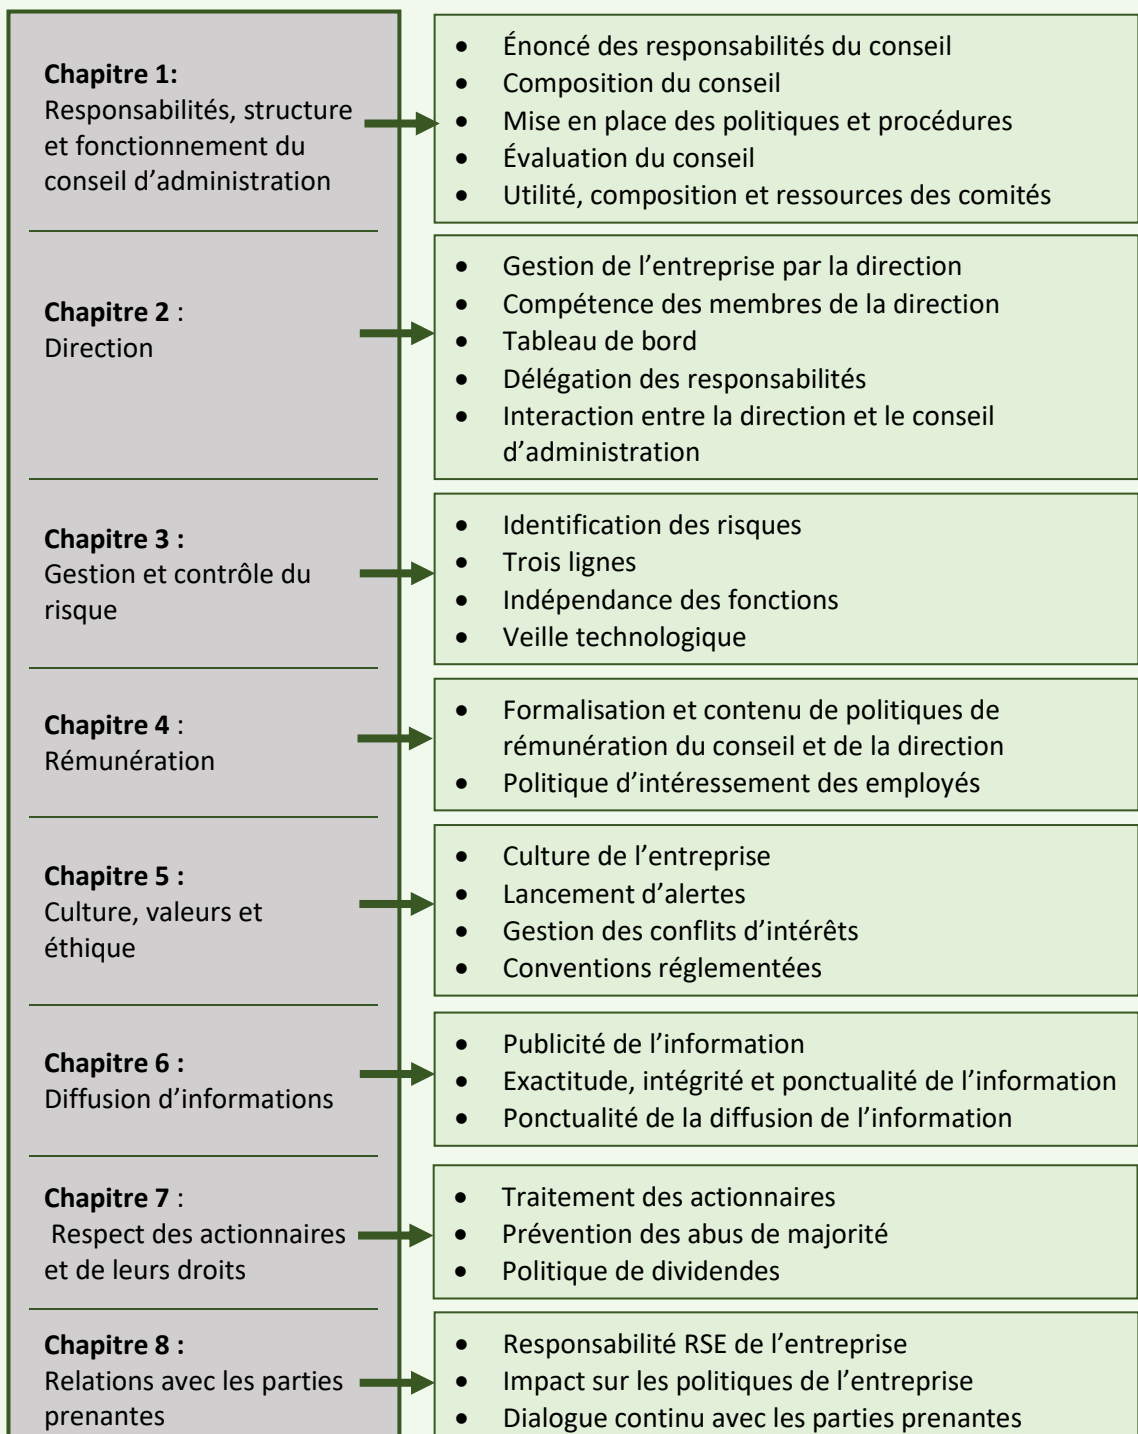 Chapitre 1:
Responsabilités, structure
et fonctionnement du
conseil d’administration
• Énoncé des responsabilités du conseil
• Composition du conseil
• Mise en place des politiques et procédures
• Évaluation du conseil
• Utilité, composition et ressources des comités
Chapitre 2 :
Direction
• Gestion de l’entreprise par la direction
• Compétence des membres de la direction
• Tableau de bord
• Délégation des responsabilités
• Interaction entre la direction et le conseil
d’administration
Chapitre 3 :
Gestion et contrôle du
risque
• Identification des risques
• Trois lignes
• Indépendance des fonctions
• Veille technologique
Chapitre 4 :
Rémunération
• Formalisation et contenu de politiques de
rémunération du conseil et de la direction
• Politique d’intéressement des employés
Chapitre 5 :
Culture, valeurs et
éthique
• Culture de l’entreprise
• Lancement d’alertes
• Gestion des conflits d’intérêts
• Conventions réglementées
Chapitre 6 :
Diffusion d’informations
• Publicité de l’information
• Exactitude, intégrité et ponctualité de l’information
• Ponctualité de la diffusion de l’information
Chapitre 7 :
Respect des actionnaires
et de leurs droits
• Traitement des actionnaires
• Prévention des abus de majorité
• Politique de dividendes
Chapitre 8 :
Relations avec les parties
prenantes
• Responsabilité RSE de l’entreprise
• Impact sur les politiques de l’entreprise
• Dialogue continu avec les parties prenantes